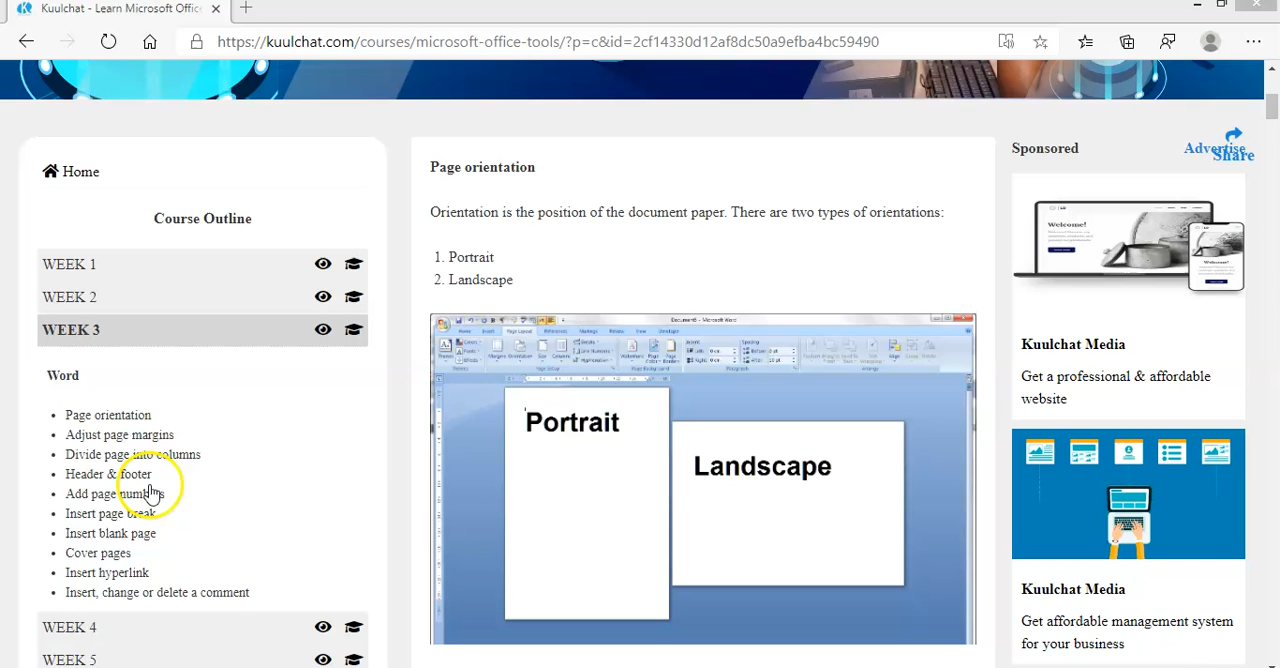 Kuulchat - Learn Microsoft Offic
https://kuulchat.com/courses/microsoft-office-tools/?p=c&id=2cf14330d12af8dc50a9efba4bc59490
Home
Course Outline
WEEK 1
WEEK 2
WEEK 3
Word
Page orientation
Adjust page margins
Divide page into columns
Header & footer
Add page numbers
Insert page break
Insert blank page
Cover pages
Insert hyperlink
Insert, change or delete a comment
WEEK 4
WEEK 5
Page orientation
Orientation is the position of the document paper. There are two types of orientations:
1. Portrait
2. Landscape
Portrait
Landscape
Sponsored
Advertise
Share
Welcome!
Kuulchat Media
Get a professional & affordable
website
Kuulchat Media
Get affordable management system
for your business